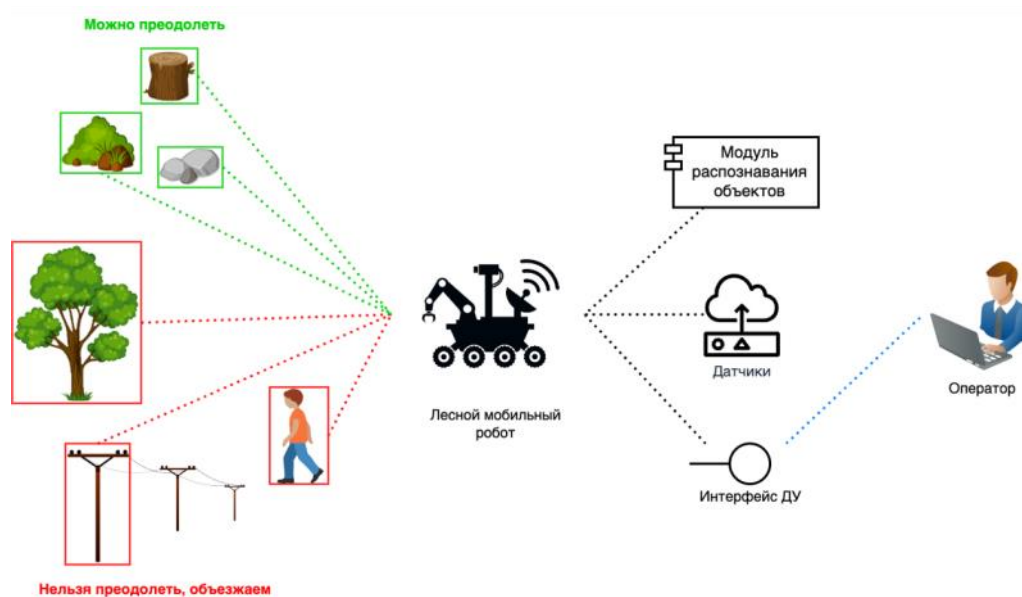 Можно преодолеть
Модуль
распознавания
объектов
Датчики
Оператор
Лесной мобильный
робот
Интерфейс ДУ
Нельзя преодолеть, объезжаем